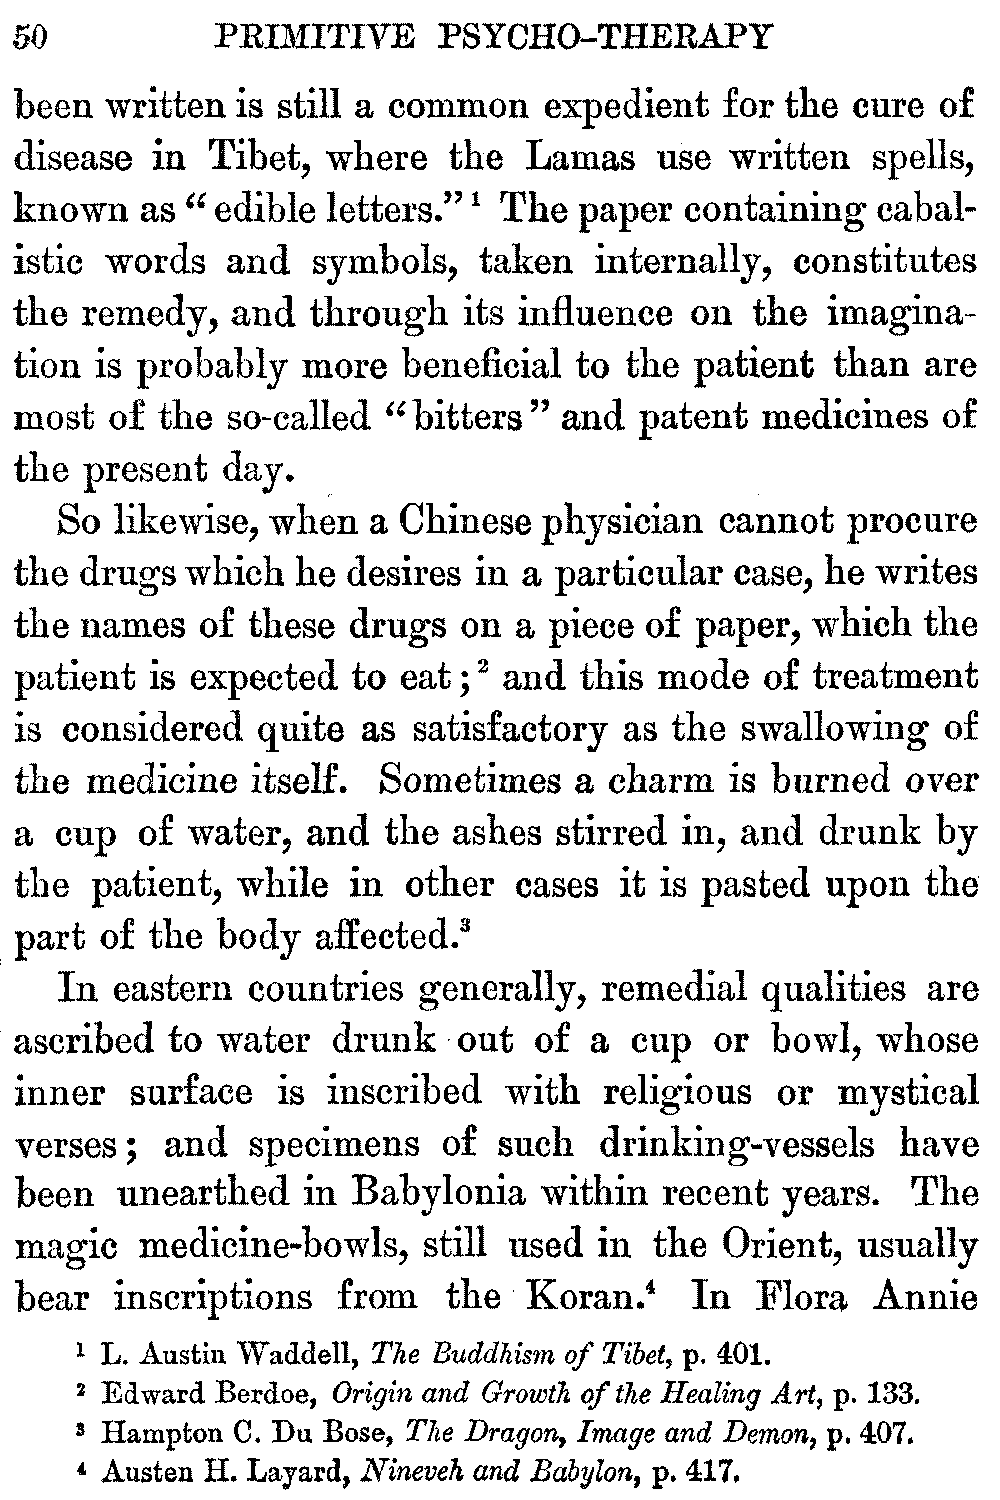 50 PRIMITIVE PSYCHO-THERAPY
been written is still a common expedient for the cure of
disease in Tibet, where the Lamas use written spells,
known as “ edible letters.” ¹ The paper containing cabal-
istic words and symbols, taken internally, constitutes
the remedy, and through its influence on the imagina-
tion is probably more beneficial to the patient than are
most of the so-called “bitters” and patent medicines of
the present day.
So likewise, when a Chinese physician cannot procure
the drugs which he desires in a particular case, he writes
the names of these drugs on a piece of paper, which the
patient is expected to eat ; ² and this mode of treatment
is considered quite as satisfactory as the swallowing of
the medicine itself. Sometimes a charm is burned over
a cup of water, and the ashes stirred in, and drunk by
the patient, while in other cases it is pasted upon the
part of the body affected.³
In eastern countries generally, remedial qualities are
ascribed to water drunk out of a cup or bowl, whose
inner surface is inscribed with religious or mystical
verses ; and specimens of such drinking-vessels have
been unearthed in Babylonia within recent years. The
magic medicine-bowls, still used in the Orient, usually
bear inscriptions from the Koran.⁴ In Flora Annie
¹ L. Austin Waddell, The Buddhism of Tibet, p. 401.
² Edward Berdoe, Origin and Growth of the Healing Art, p. 133.
³ Hampton C. Du Bose, The Dragon, Image and Demon, p. 407.
⁴ Austen H. Layard, Nineveh and Babylon, p. 417.